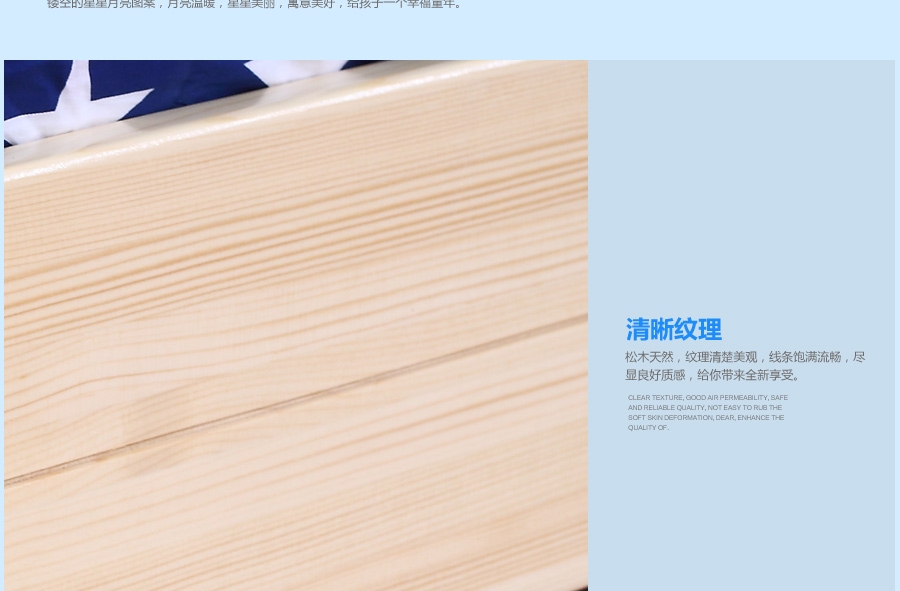 镂空的星星月亮图案，月亮温暖，星星美丽，寓意美好，给孩子一个幸福童年。
清晰纹理
松木天然，纹理清楚美观，线条饱满流畅，尽
显良好质感，给你带来全新享受。
CLEAR TEXTURE, GOOD AIR PERMEABILITY, SAFE
AND RELIABLE QUALITY, NOT EASY TO RUB THE
SOFT SKIN DEFORMATION, DEAR, ENHANCE THE
QUALITY OF.